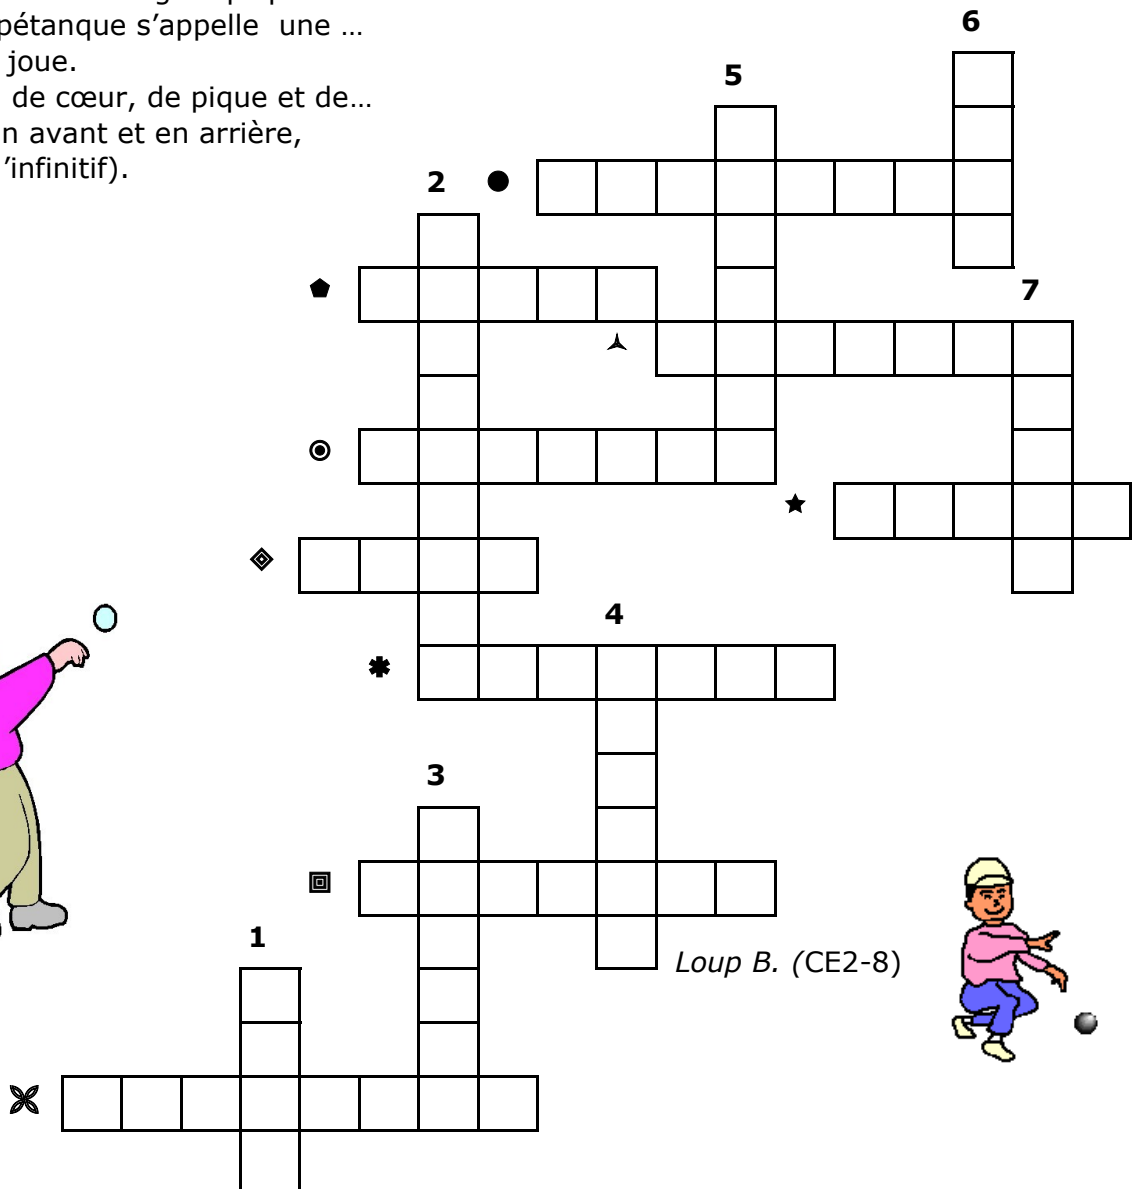 pétanque s’appelle une …
joue.
de cœur, de pique et de…
n avant et en arrière,
’infinitif).
6
5
2
7
4
3
1
Loup B. (CE2-8)